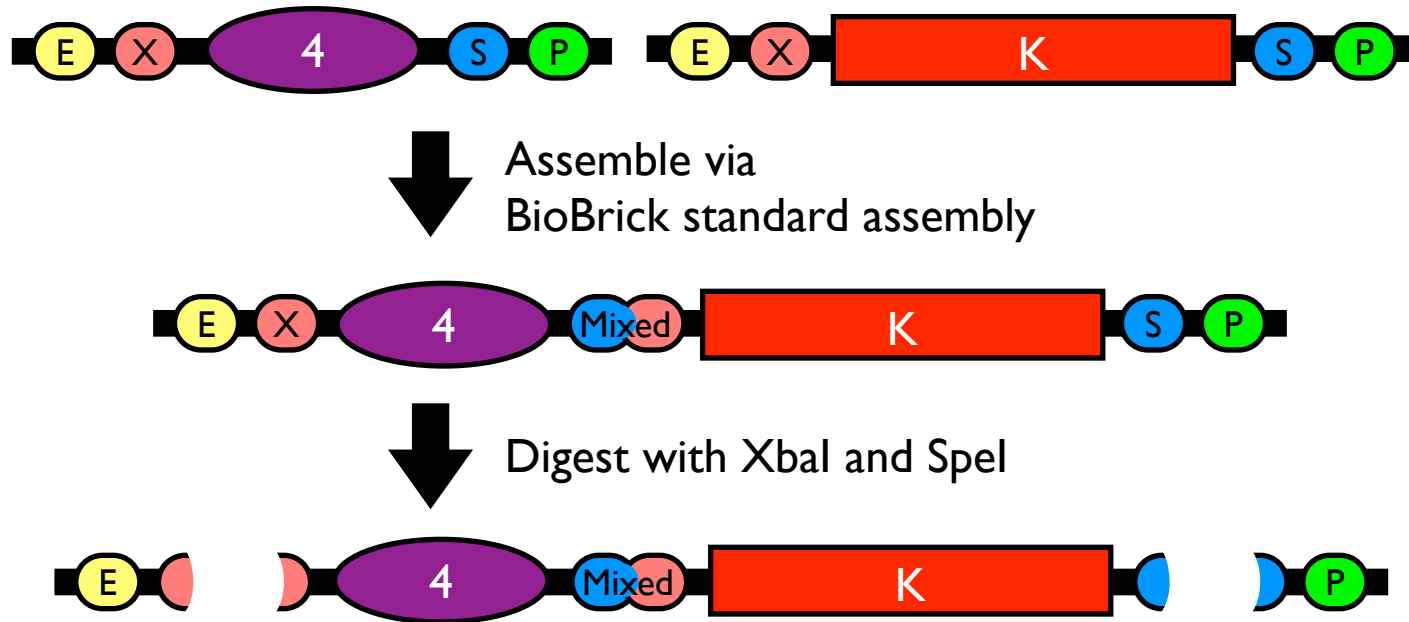 E X 4 S P E X K S P
Assemble via
BioBrick standard assembly
E X 4 Mixed K S P
Digest with XbaI and SpeI
E 4 Mixed K P